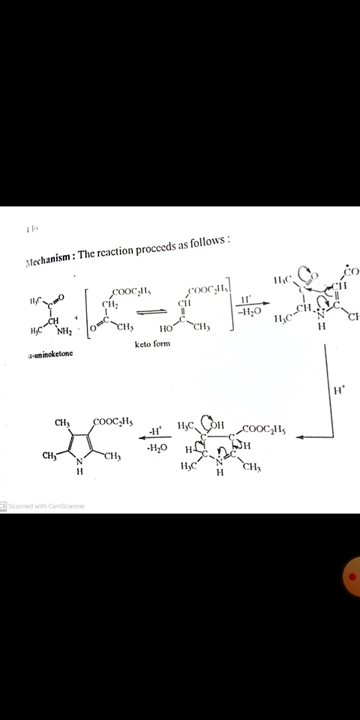 Mechanism : The reaction proceeds as follows :
H₃C O CH H₃C NH₂
+
COOC₂H₅ CH₂ O C CH₃
COOC₂H₅ CH HO C CH₃
H⁺
-H₂O
H₃C C O CH H₃C N H CH C CO
α-aminoketone
keto form
H⁺
CH₃ COOC₂H₅ CH₃ N H CH₃
-H⁺
-H₂O
H₃C OH C C COOC₂H₅ H H C C H₃C N H CH₃
Scanned with CamScanner